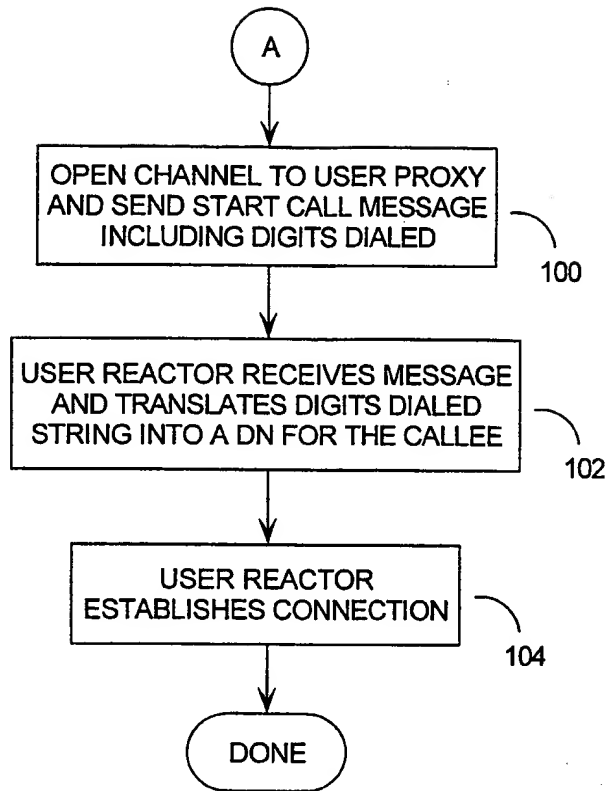 A
OPEN CHANNEL TO USER PROXY
AND SEND START CALL MESSAGE
INCLUDING DIGITS DIALED
100
USER REACTOR RECEIVES MESSAGE
AND TRANSLATES DIGITS DIALED
STRING INTO A DN FOR THE CALLEE
102
USER REACTOR
ESTABLISHES CONNECTION
104
DONE